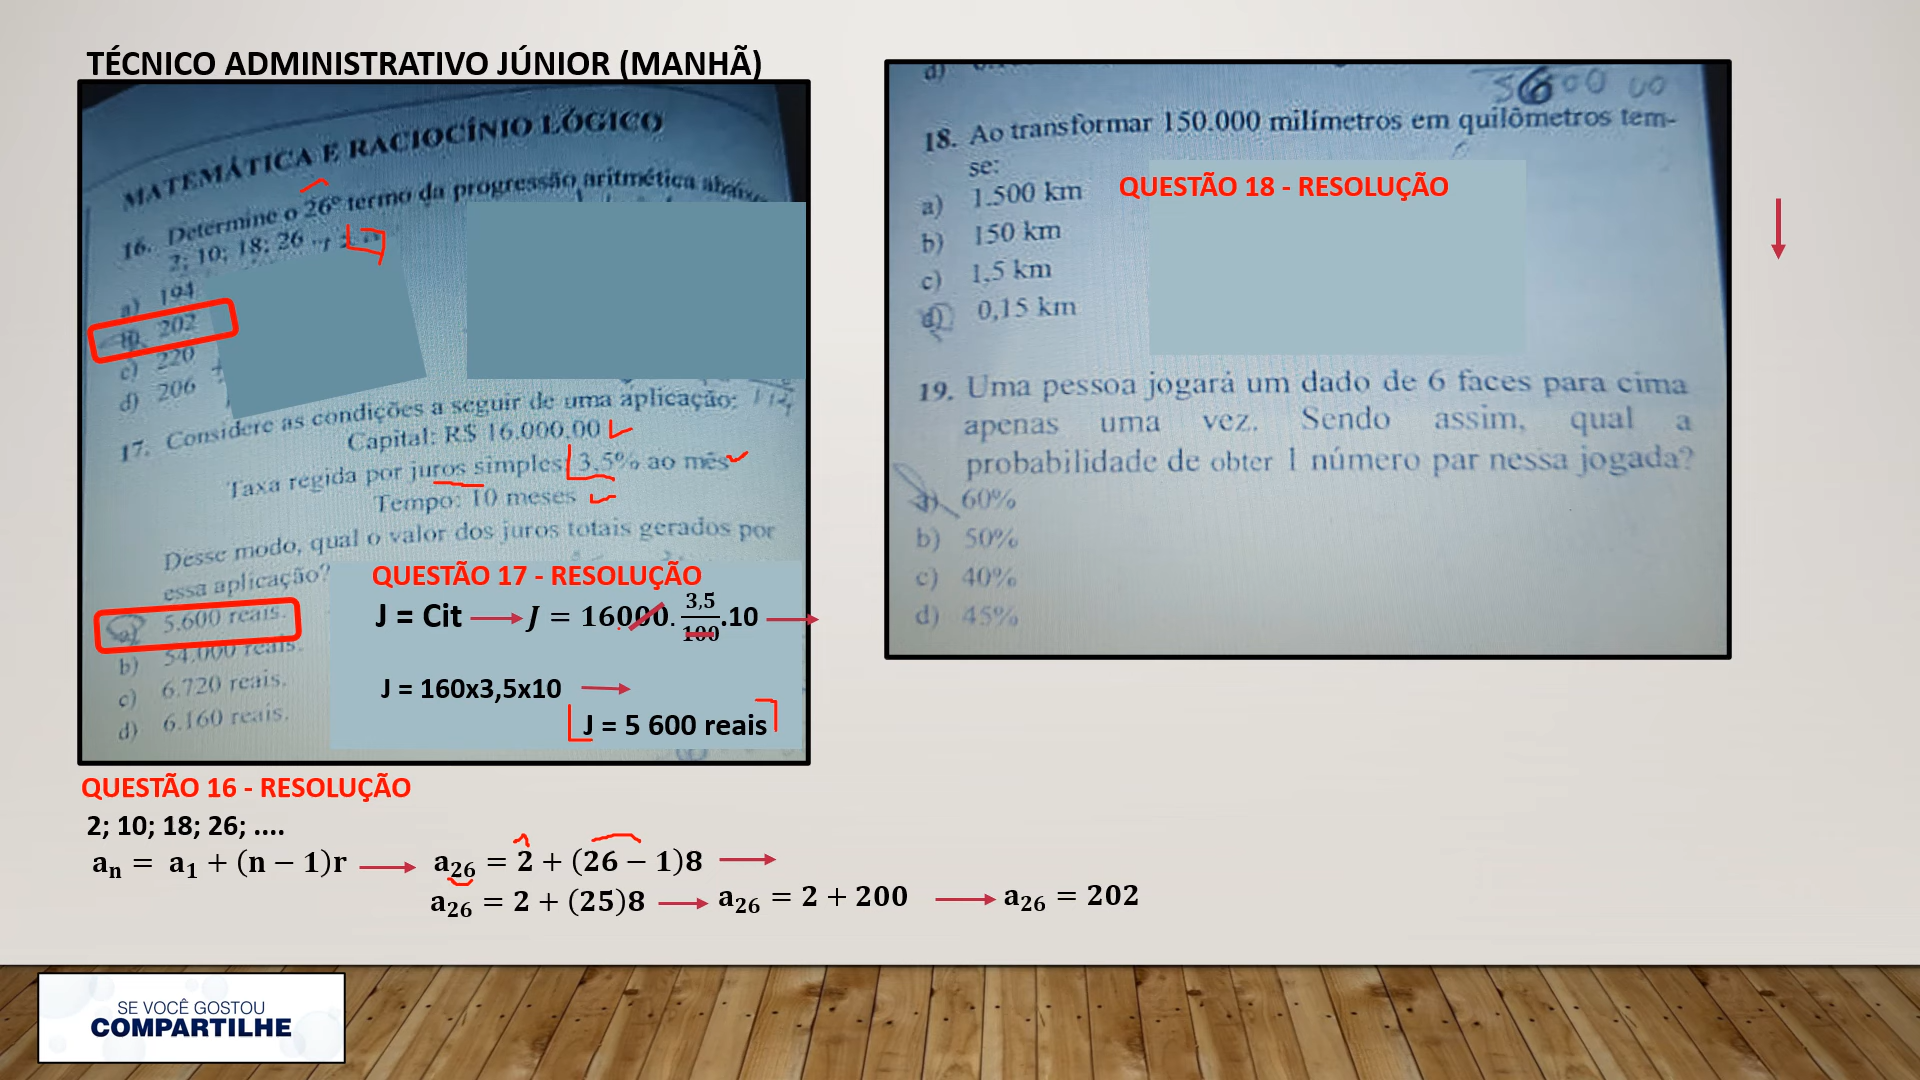 TÉCNICO ADMINISTRATIVO JÚNIOR (MANHÃ)
MATEMÁTICA E RACIOCÍNIO LÓGICO
16. Determine o 26º termo da progressão aritmética abaixo
2; 10; 18; 26 ...
a) 194
b) 202
c) 220
d) 206
17. Considere as condições a seguir de uma aplicação:
Capital: R$ 16.000,00
Taxa regida por juros simples: 3,5% ao mês
Tempo: 10 meses
Desse modo, qual o valor dos juros totais gerados por
essa aplicação?
a) 5.600 reais.
b) 54.000 reais.
c) 6.720 reais.
d) 6.160 reais.
QUESTÃO 17 - RESOLUÇÃO
J = Cit J = 16000. 3,5/100 .10
J = 160x3,5x10
J = 5 600 reais
QUESTÃO 16 - RESOLUÇÃO
2; 10; 18; 26; ....
aₙ = a₁ + (n − 1)r a₂₆ = 2 + (26 − 1)8
a₂₆ = 2 + (25)8 a₂₆ = 2 + 200 a₂₆ = 202
d)
18. Ao transformar 150.000 milímetros em quilômetros tem-
se:
QUESTÃO 18 - RESOLUÇÃO
a) 1.500 km
b) 150 km
c) 1,5 km
d) 0,15 km
19. Uma pessoa jogará um dado de 6 faces para cima
apenas uma vez. Sendo assim, qual a
probabilidade de obter 1 número par nessa jogada?
a) 60%
b) 50%
c) 40%
d) 45%
SE VOCÊ GOSTOU
COMPARTILHE